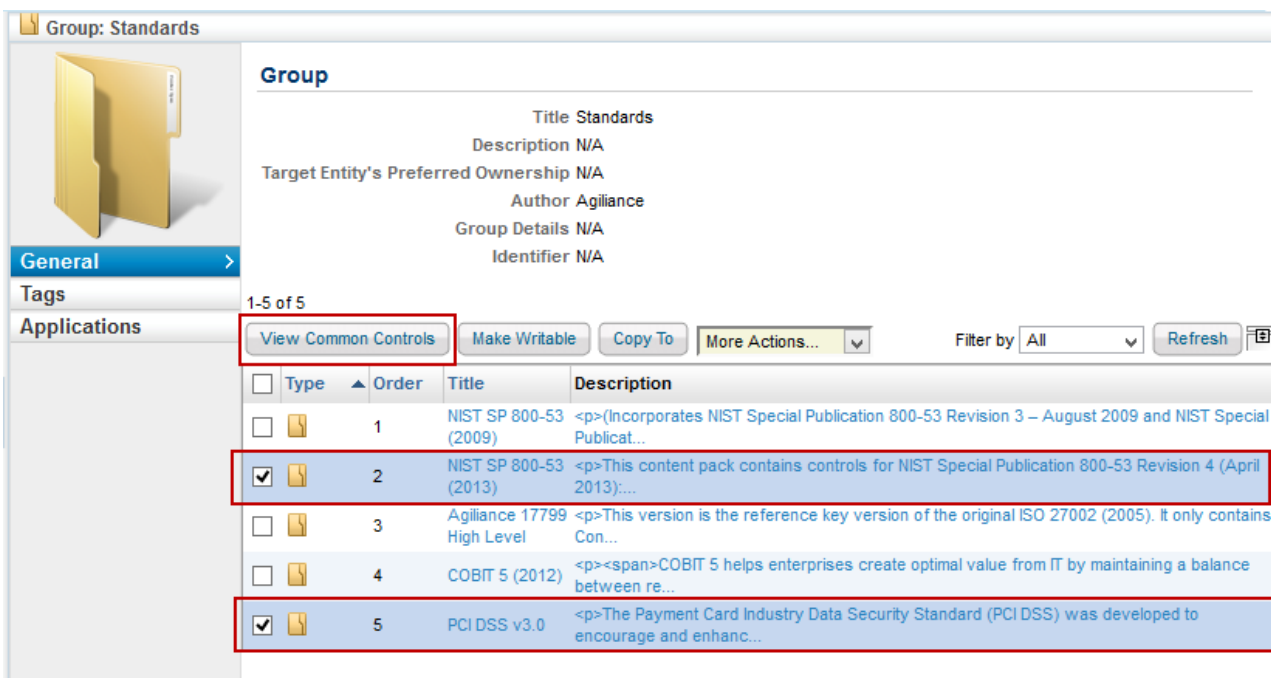 Group: Standards
Group
Title Standards
Description N/A
Target Entity's Preferred Ownership N/A
Author Agiliance
Group Details N/A
Identifier N/A
General
Tags
Applications
1-5 of 5
View Common Controls Make Writable Copy To More Actions... Filter by All Refresh
Type Order Title Description
1 NIST SP 800-53 <p>(Incorporates NIST Special Publication 800-53 Revision 3 – August 2009 and NIST Special
(2009) Publicat...
2 NIST SP 800-53 <p>This content pack contains controls for NIST Special Publication 800-53 Revision 4 (April
(2013) 2013):...
3 Agiliance 17799 <p>This version is the reference key version of the original ISO 27002 (2005). It only contains
High Level Con...
4 COBIT 5 (2012) <p><span>COBIT 5 helps enterprises create optimal value from IT by maintaining a balance
between re...
5 PCI DSS v3.0 <p>The Payment Card Industry Data Security Standard (PCI DSS) was developed to
encourage and enhanc...